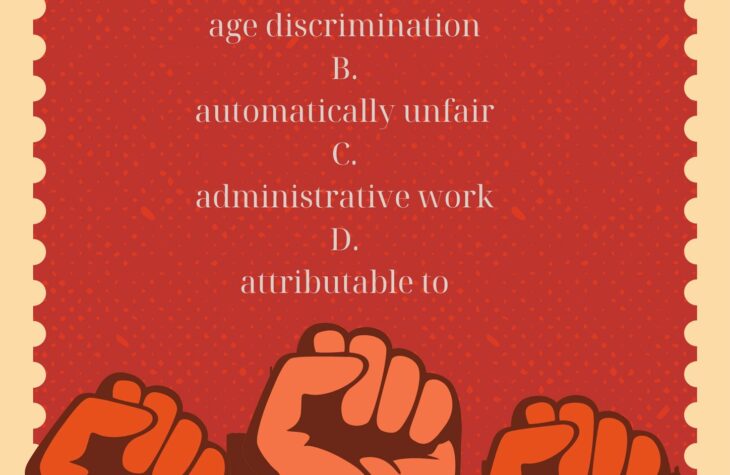 age discrimination
B.
automatically unfair
C.
administrative work
D.
attributable to